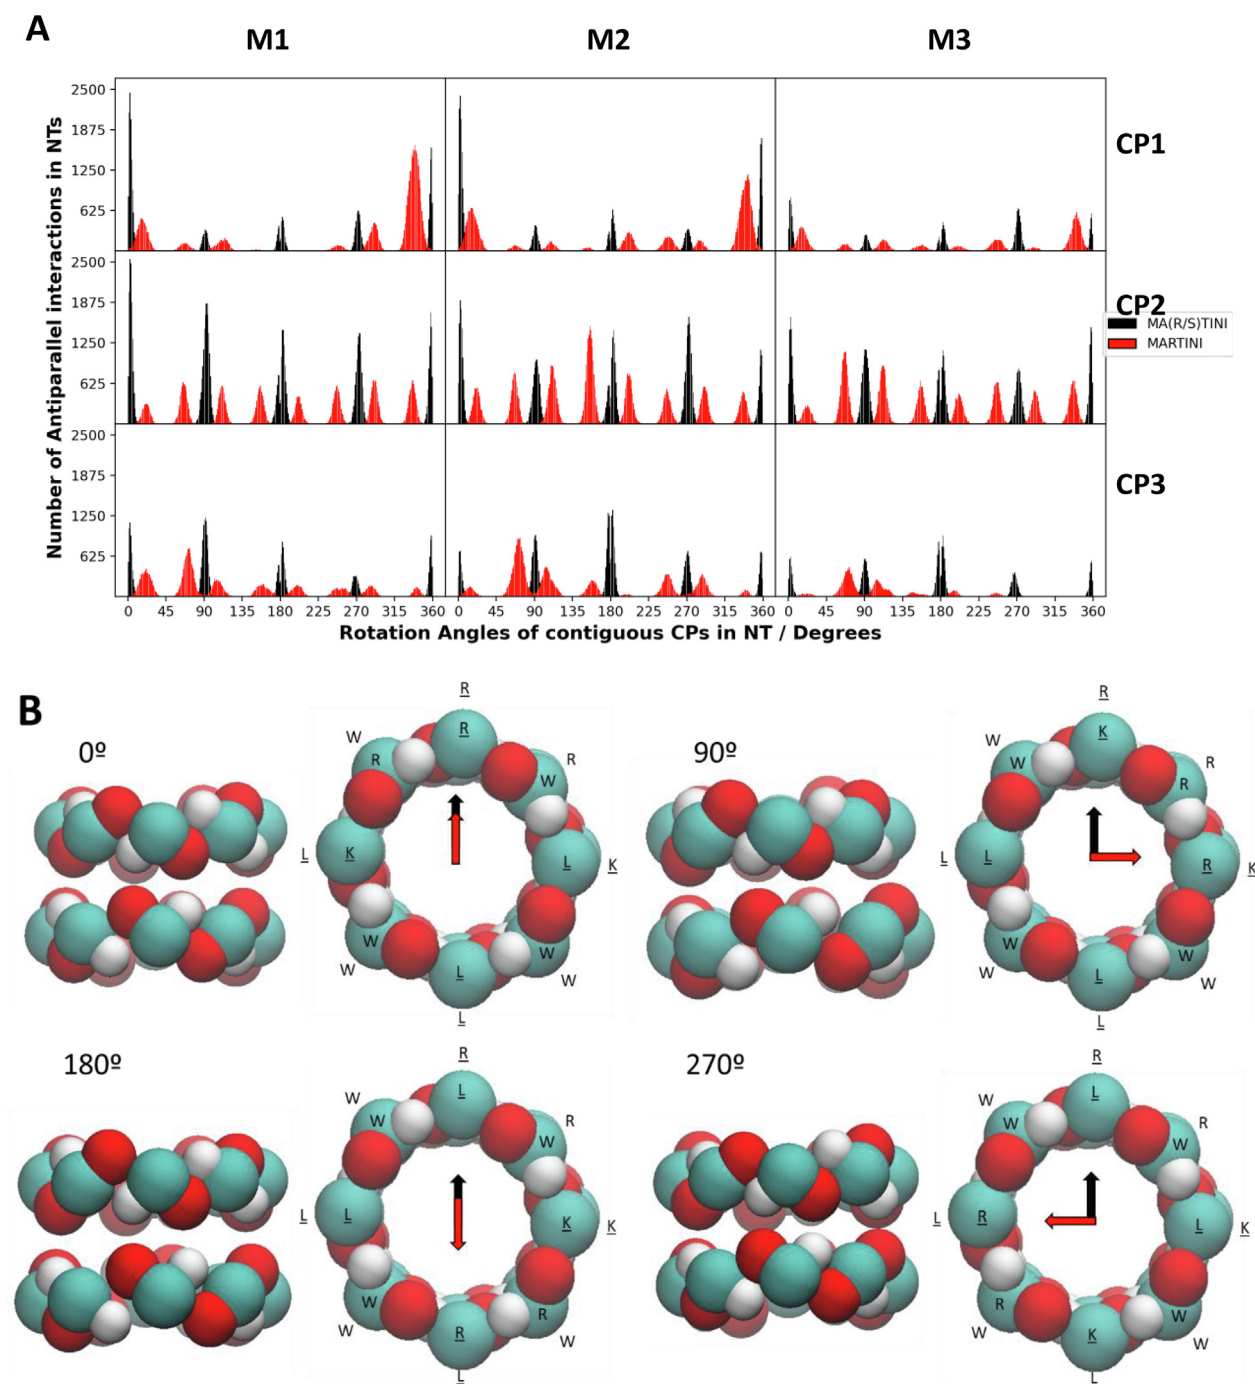 A
M1 M2 M3
Number of Antiparallel interactions in NTs
2500
1875
1250
625
CP1
2500
1875
1250
625
CP2
MA(R/S)TINI
MARTINI
2500
1875
1250
625
CP3
0 45 90 135 180 225 270 315 360 0 45 90 135 180 225 270 315 360 0 45 90 135 180 225 270 315 360
Rotation Angles of contiguous CPs in NT / Degrees
B
0º
R
W R R
R W
L K L K
W W
W L W
L
90º
R
W K R
W R
L L R K
W W
W L W
L
180º
R
W L R
W W
L L K K
W R
W R W
L
270º
R
W L R
W W
L R L K
R W
W K W
L